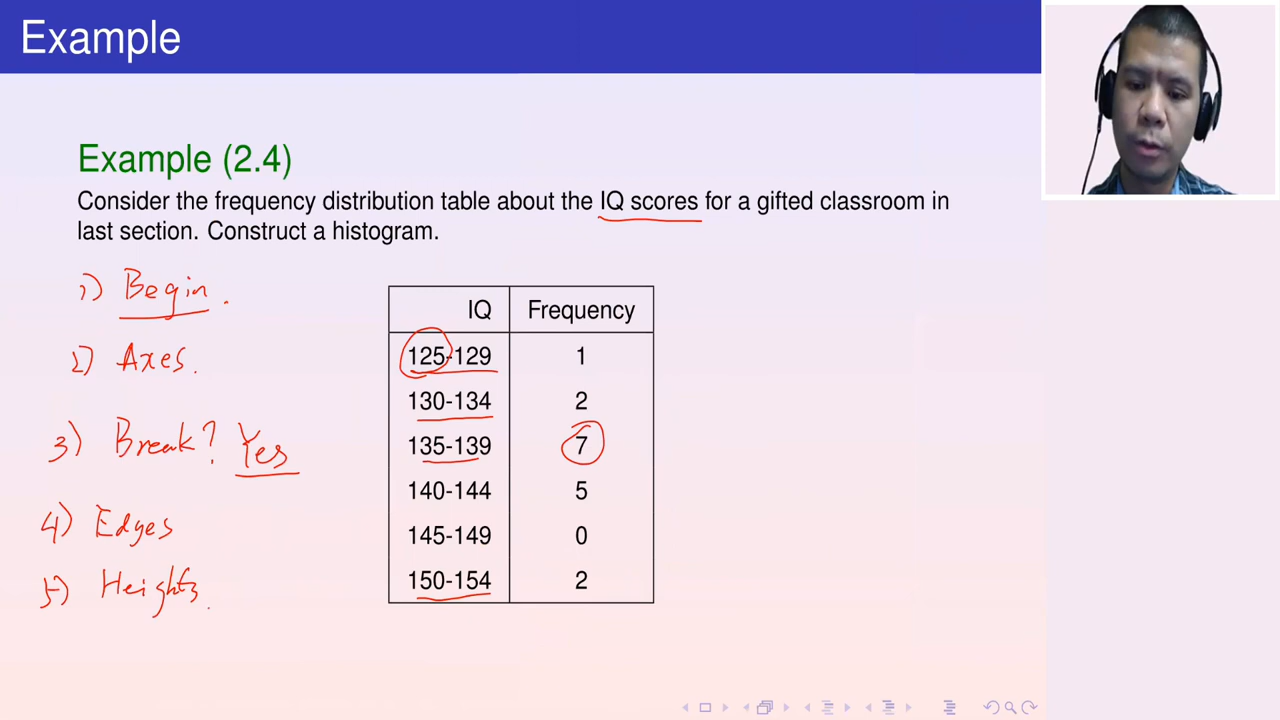 Example
Example (2.4)
Consider the frequency distribution table about the IQ scores for a gifted classroom in
last section. Construct a histogram.
1) Begin.
2) Axes.
3) Break? Yes
4) Edges
5) Heights.
IQ Frequency
125-129 1
130-134 2
135-139 7
140-144 5
145-149 0
150-154 2